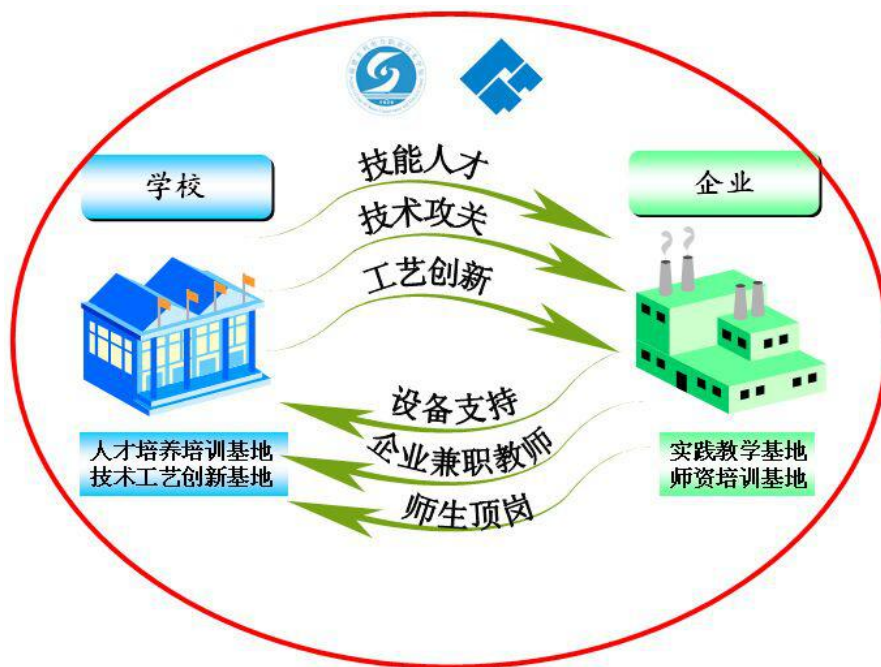 学校
企业
技能人才
技术攻关
工艺创新
设备支持
企业兼职教师
师生顶岗
人才培养培训基地
技术工艺创新基地
实践教学基地
师资培训基地